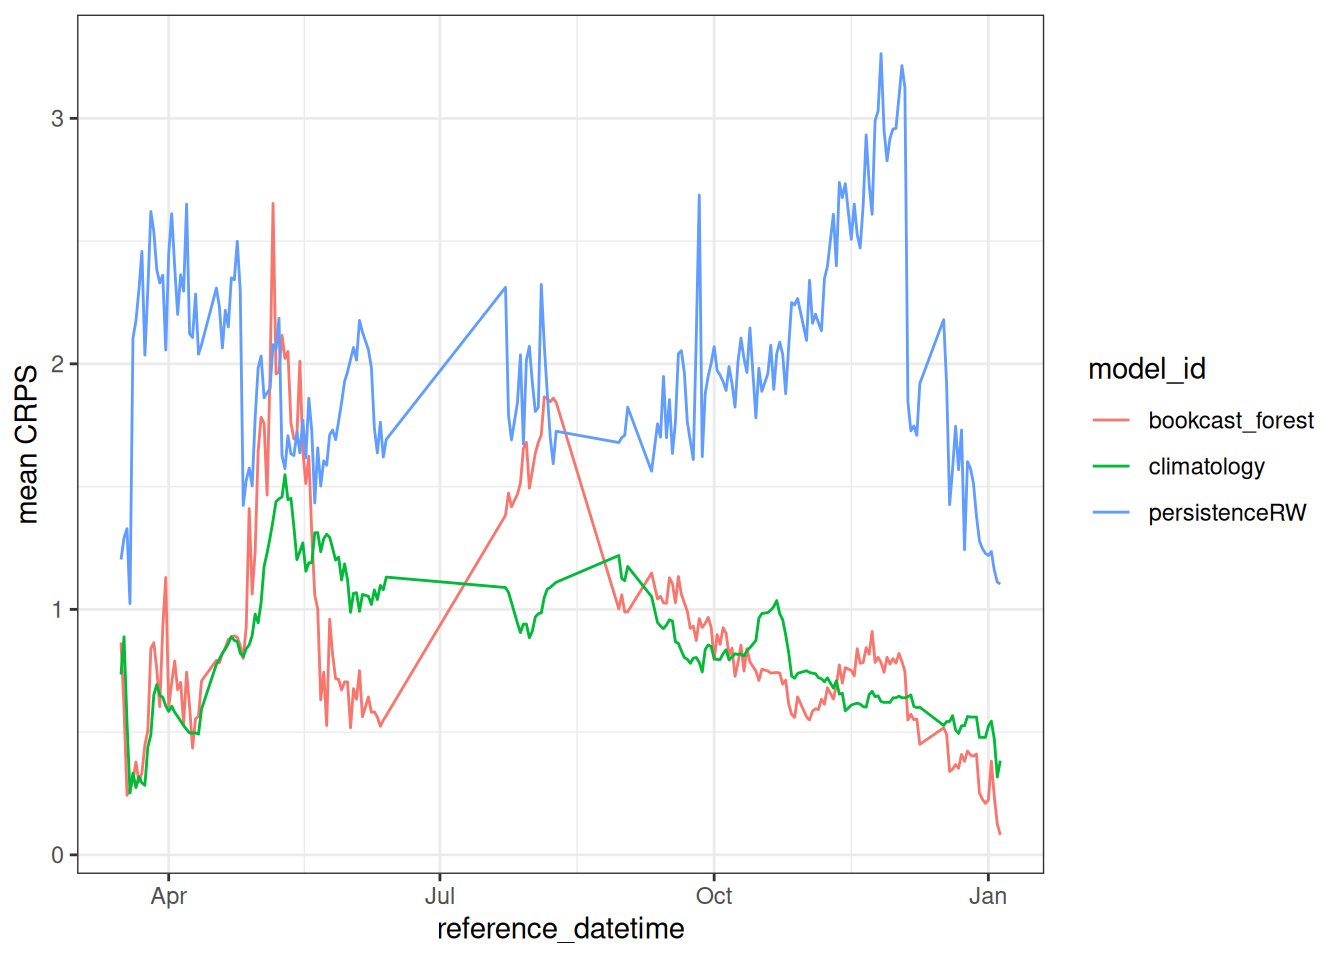 mean CRPS
3
2
1
0
Apr
Jul
Oct
Jan
reference_datetime
model_id
bookcast_forest
climatology
persistenceRW